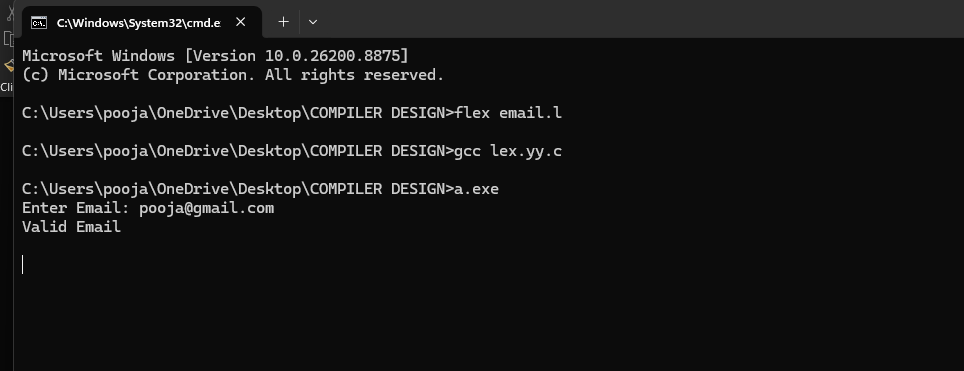 C:\Windows\System32\cmd.e
Cli
Microsoft Windows [Version 10.0.26200.8875]
(c) Microsoft Corporation. All rights reserved.
C:\Users\pooja\OneDrive\Desktop\COMPILER DESIGN>flex email.l
C:\Users\pooja\OneDrive\Desktop\COMPILER DESIGN>gcc lex.yy.c
C:\Users\pooja\OneDrive\Desktop\COMPILER DESIGN>a.exe
Enter Email: pooja@gmail.com
Valid Email